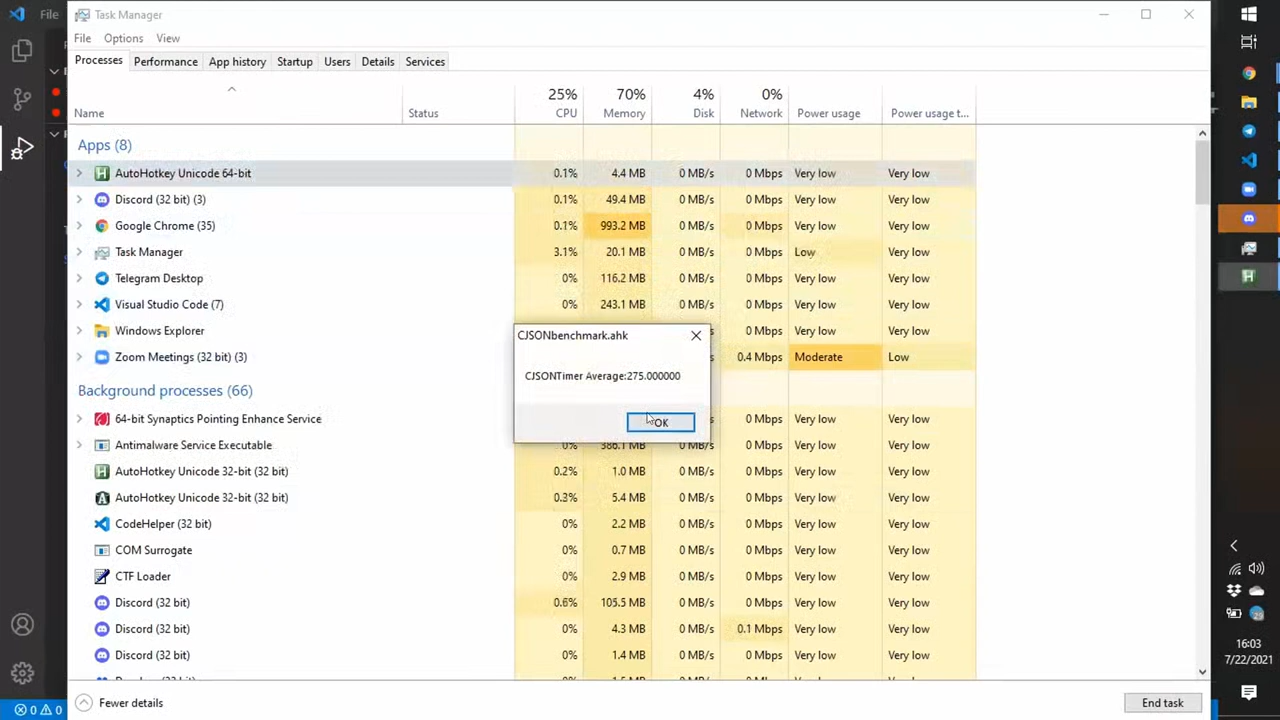 File
Task Manager
File Options View
Processes Performance App history Startup Users Details Services
25% 70% 4% 0%
Name Status CPU Memory Disk Network Power usage Power usage t...
Apps (8)
AutoHotkey Unicode 64-bit 0.1% 4.4 MB 0 MB/s 0 Mbps Very low Very low
Discord (32 bit) (3) 0.1% 49.4 MB 0 MB/s 0 Mbps Very low Very low
Google Chrome (35) 0.1% 993.2 MB 0 MB/s 0 Mbps Very low Very low
Task Manager 3.1% 20.1 MB 0 MB/s 0 Mbps Low Very low
Telegram Desktop 0% 116.2 MB 0 MB/s 0 Mbps Very low Very low
Visual Studio Code (7) 0% 243.1 MB 0 MB/s 0 Mbps Very low Very low
Windows Explorer 0 Mbps Very low Very low
Zoom Meetings (32 bit) (3) 0.4 Mbps Moderate Low
CJSONbenchmark.ahk
CJSONTimer Average:275.000000
OK
Background processes (66)
64-bit Synaptics Pointing Enhance Service 0 Mbps Very low Very low
Antimalware Service Executable 386.1 MB 0 MB/s 0 Mbps Very low Very low
AutoHotkey Unicode 32-bit (32 bit) 0.2% 1.0 MB 0 MB/s 0 Mbps Very low Very low
AutoHotkey Unicode 32-bit (32 bit) 0.3% 5.4 MB 0 MB/s 0 Mbps Very low Very low
CodeHelper (32 bit) 0% 2.2 MB 0 MB/s 0 Mbps Very low Very low
COM Surrogate 0% 0.7 MB 0 MB/s 0 Mbps Very low Very low
CTF Loader 0% 2.9 MB 0 MB/s 0 Mbps Very low Very low
Discord (32 bit) 0.6% 105.5 MB 0 MB/s 0 Mbps Very low Very low
Discord (32 bit) 0% 4.3 MB 0 MB/s 0.1 Mbps Very low Very low
Discord (32 bit) 0% 1.4 MB 0 MB/s 0 Mbps Very low Very low
Fewer details
End task
0 0
16:03
7/22/2021